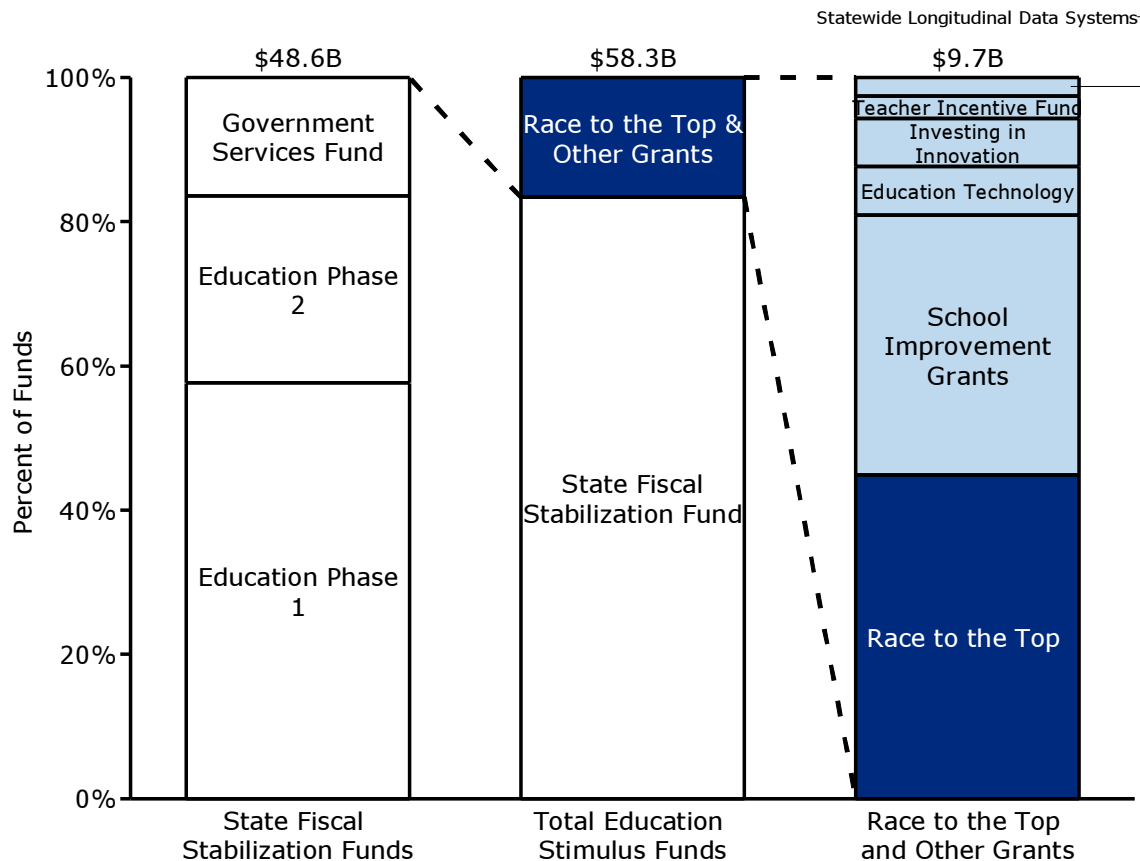 Statewide Longitudinal Data Systems
$48.6B
$58.3B
$9.7B
100%
80%
60%
40%
20%
0%
Percent of Funds
Government
Services Fund
Education Phase
2
Education Phase
1
Race to the Top &
Other Grants
State Fiscal
Stabilization Fund
Teacher Incentive Fund
Investing in
Innovation
Education Technology
School
Improvement
Grants
Race to the Top
State Fiscal
Stabilization Funds
Total Education
Stimulus Funds
Race to the Top
and Other Grants